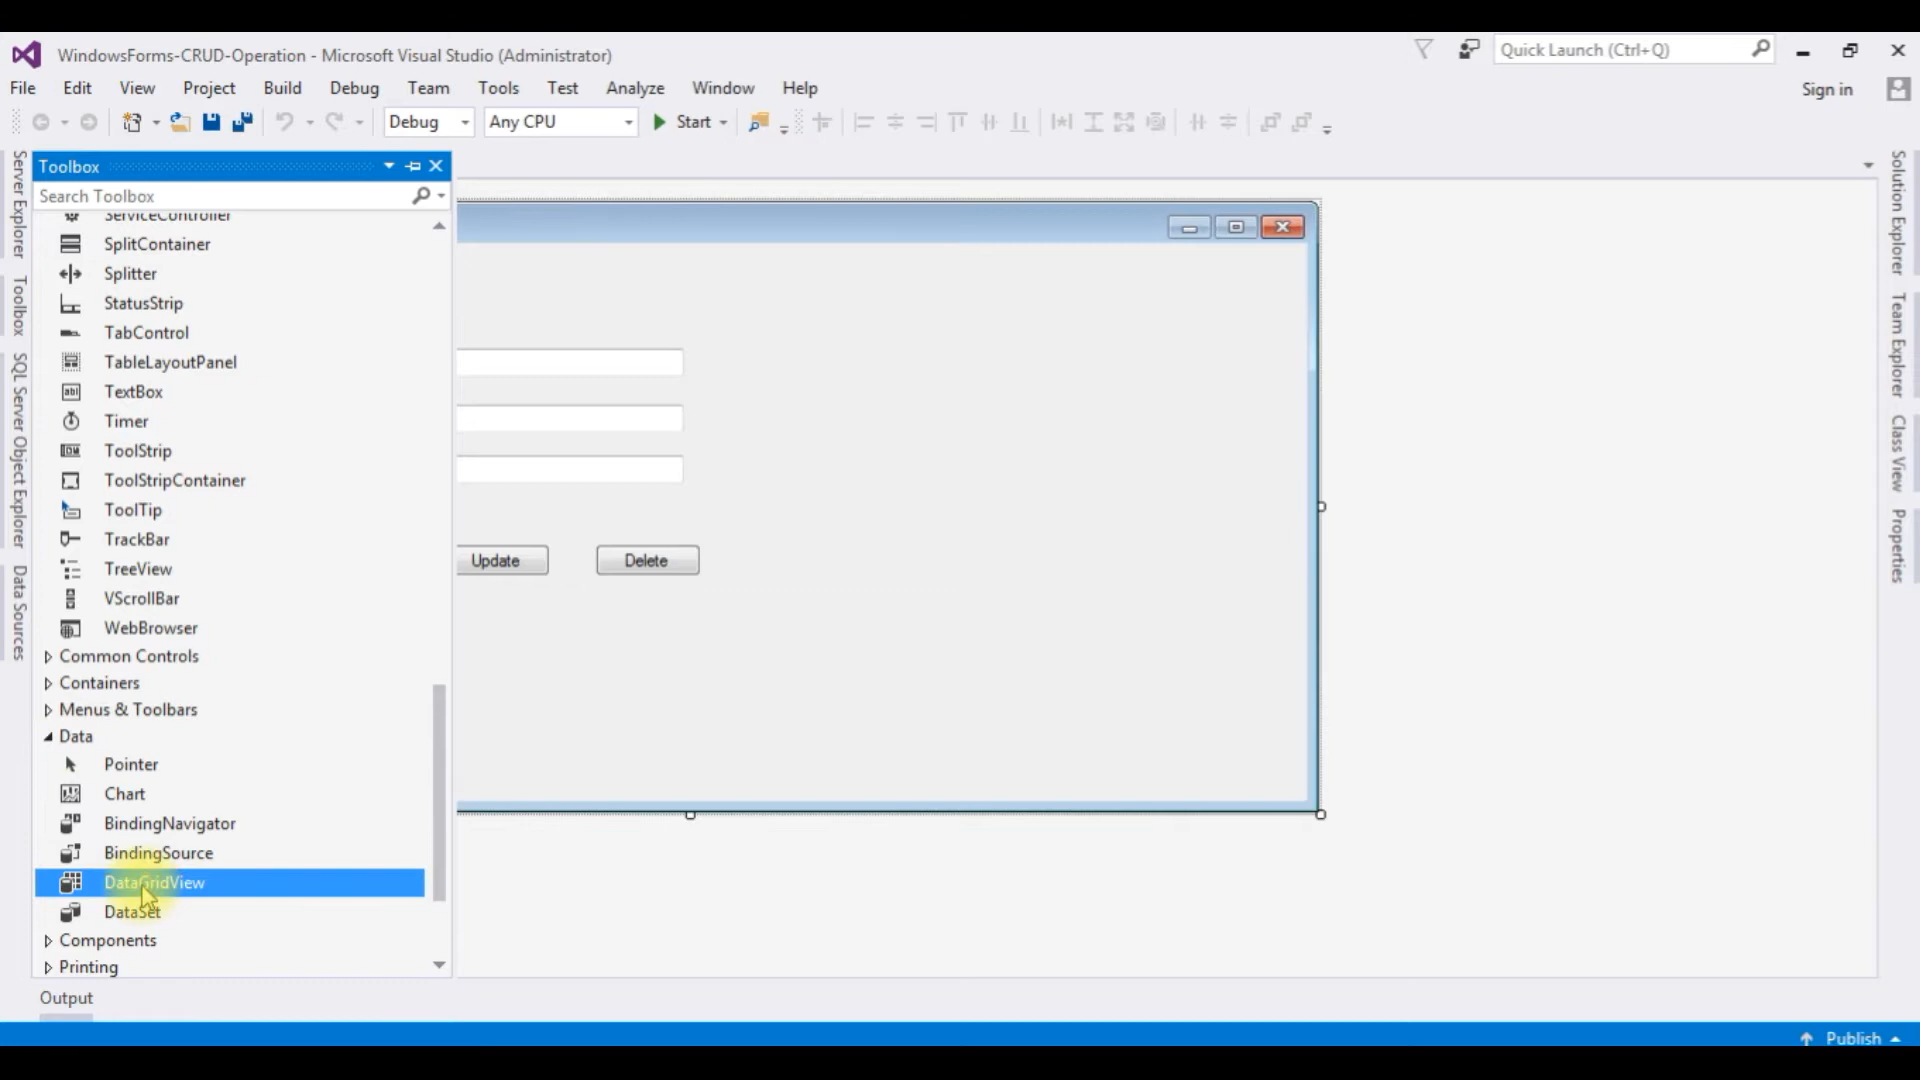 WindowsForms-CRUD-Operation - Microsoft Visual Studio (Administrator)
Quick Launch (Ctrl+Q)
File Edit View Project Build Debug Team Tools Test Analyze Window Help
Sign in
Debug Any CPU Start
Server Explorer
Toolbox
SQL Server Object Explorer
Data Sources
Toolbox
Search Toolbox
ServiceController
SplitContainer
Splitter
StatusStrip
TabControl
TableLayoutPanel
TextBox
Timer
ToolStrip
ToolStripContainer
ToolTip
TrackBar
TreeView
VScrollBar
WebBrowser
Common Controls
Containers
Menus & Toolbars
Data
Pointer
Chart
BindingNavigator
BindingSource
DataGridView
DataSet
Components
Printing
Update Delete
Solution Explorer
Team Explorer
Class View
Properties
Output
Publish